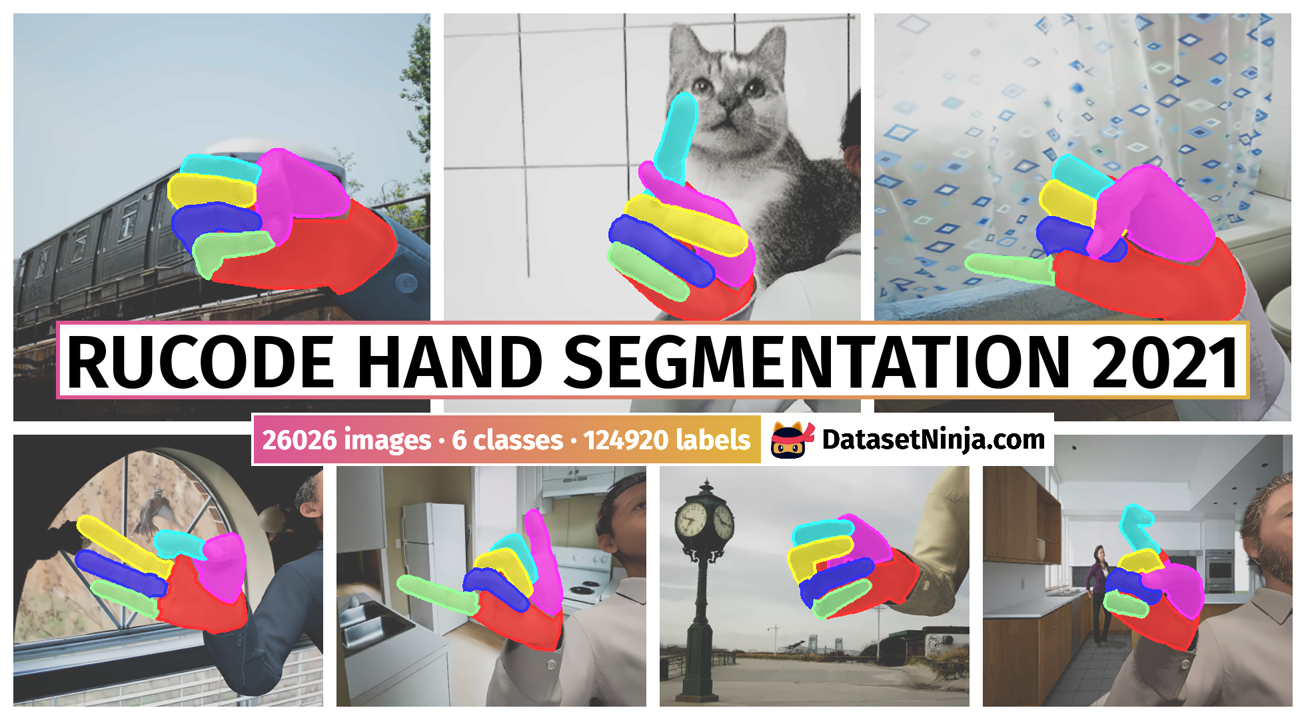 RUCODE HAND SEGMENTATION 2021
26026 images · 6 classes · 124920 labels
DatasetNinja.com